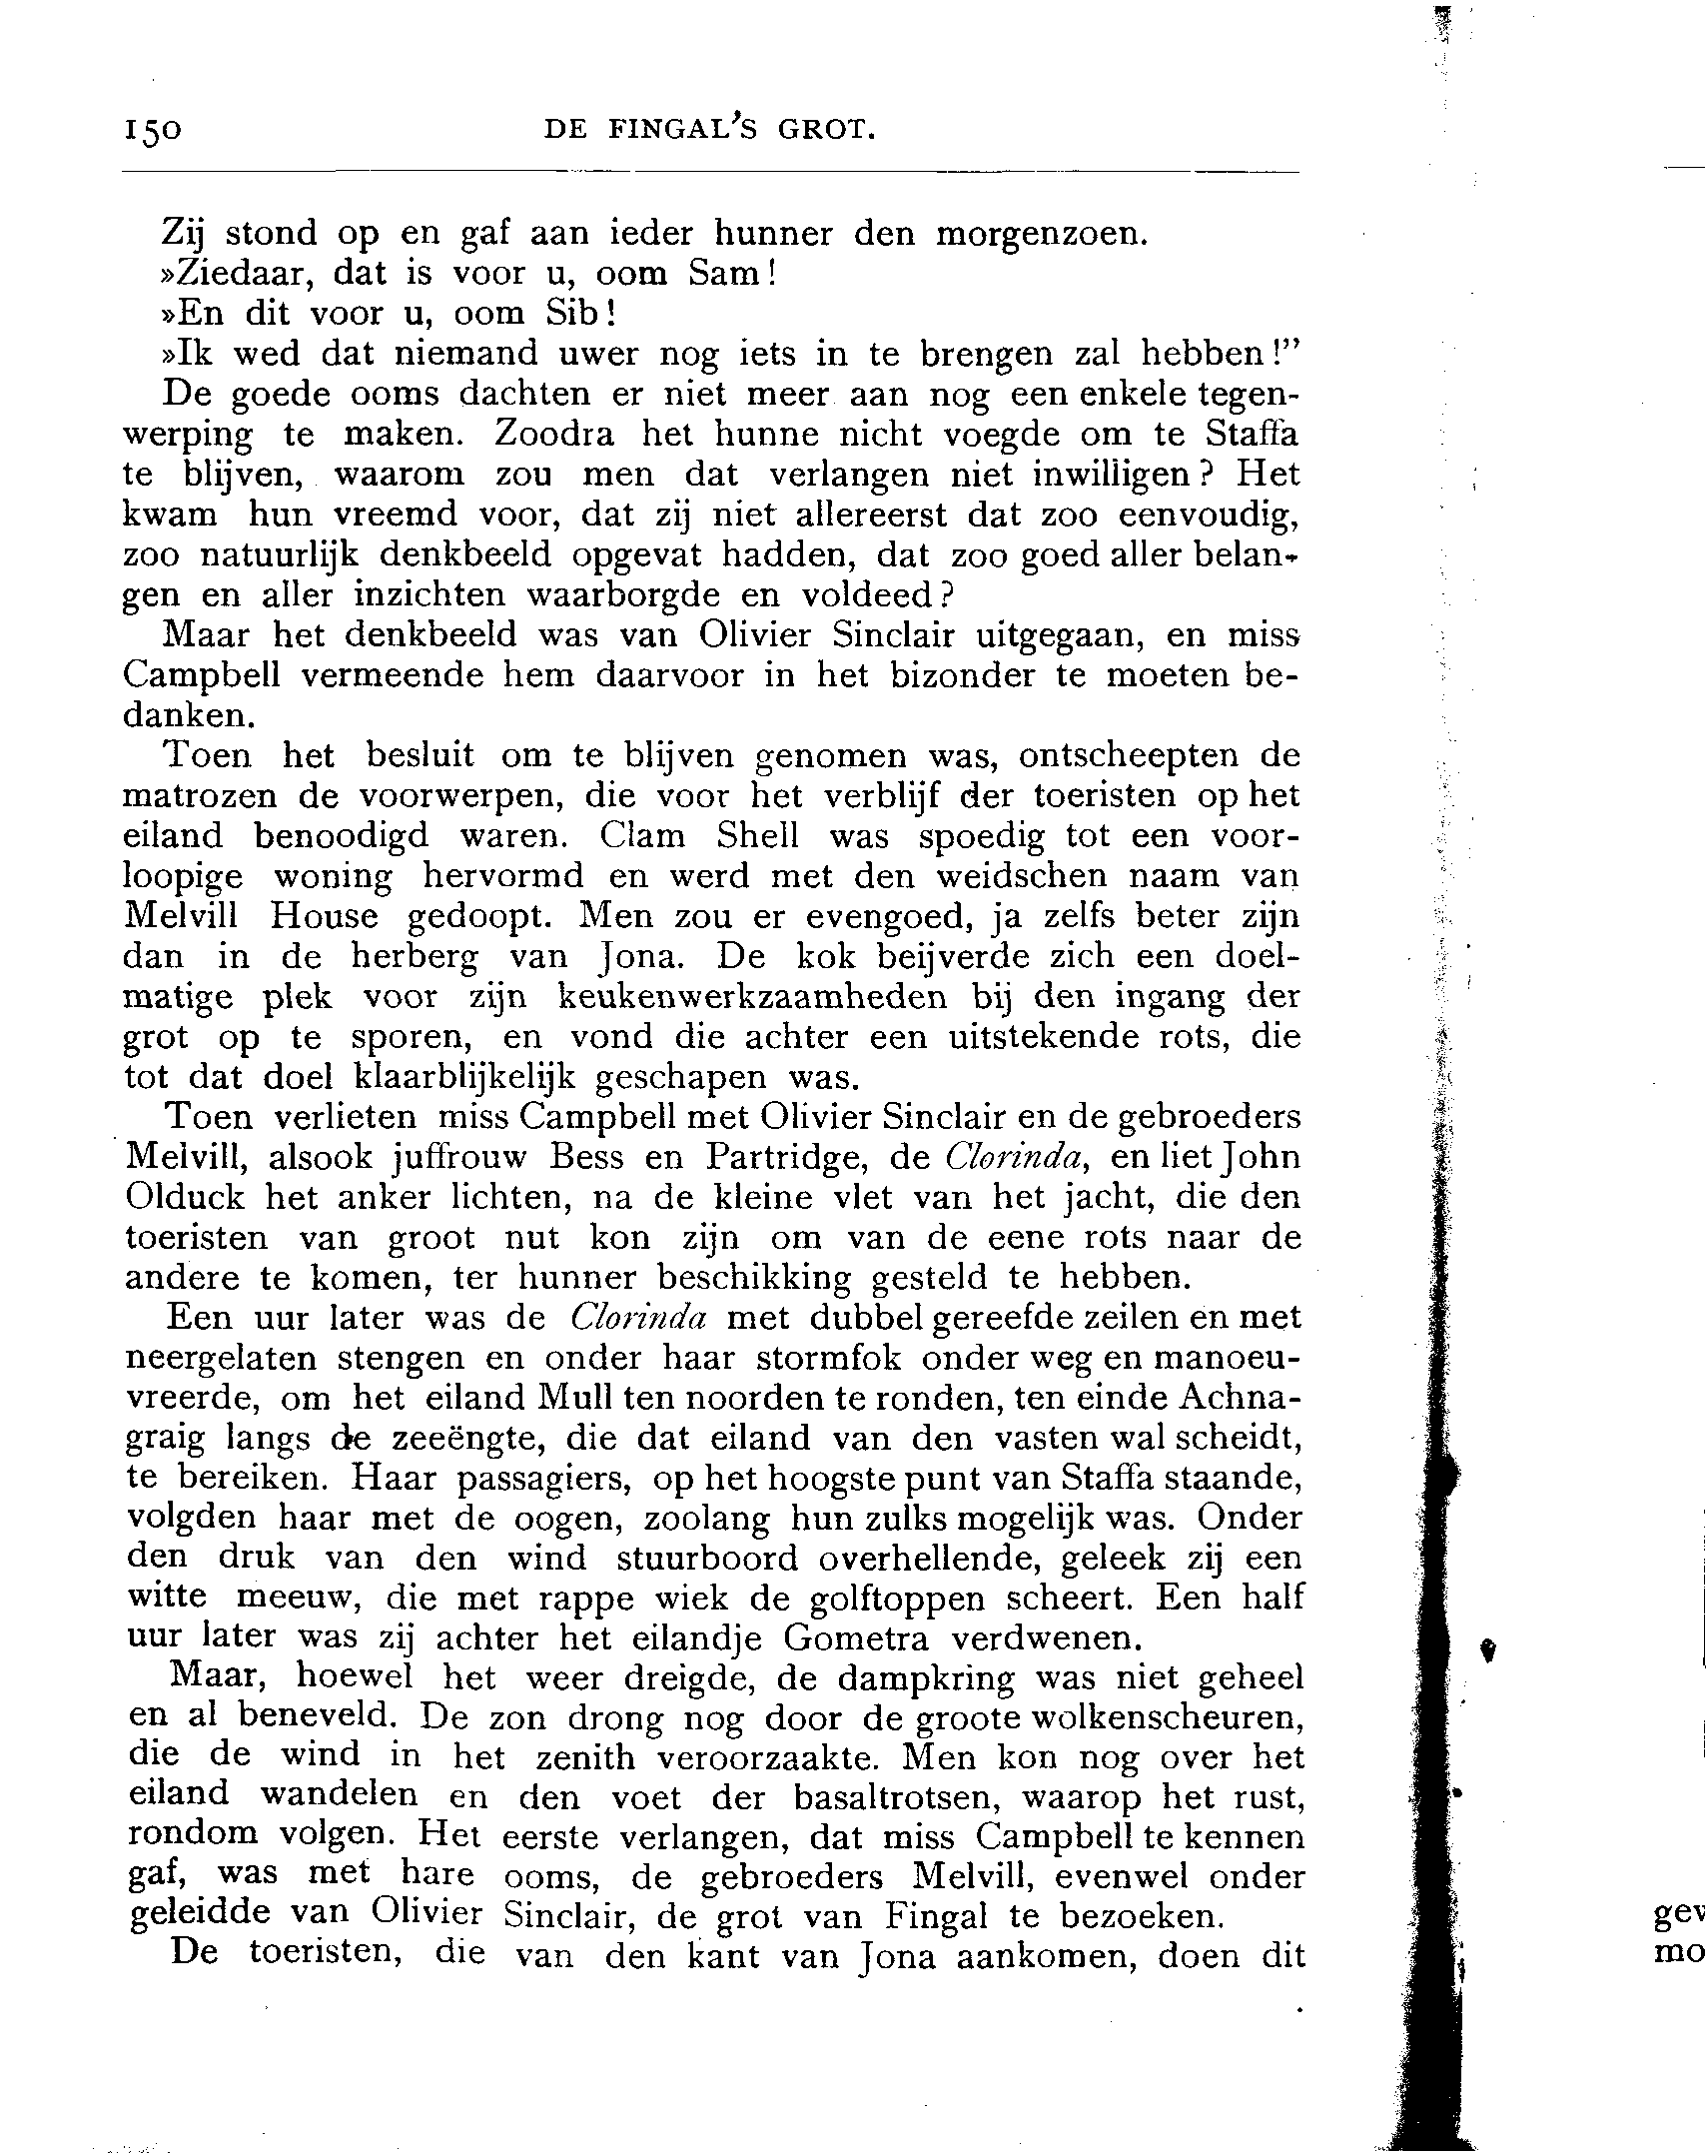 150 DE FINGAL'S GROT.
Zij stond op en gaf aan ieder hunner den morgenzoen.
»Ziedaar, dat is voor u, oom Sam!
»En dit voor u, oom Sib!
»Ik wed dat niemand uwer nog iets in te brengen zal hebben!”
De goede ooms dachten er niet meer aan nog een enkele tegen-
werping te maken. Zoodra het hunne nicht voegde om te Staffa
te blijven, waarom zou men dat verlangen niet inwilligen? Het
kwam hun vreemd voor, dat zij niet allereerst dat zoo eenvoudig,
zoo natuurlijk denkbeeld opgevat hadden, dat zoo goed aller belan-
gen en aller inzichten waarborgde en voldeed?
Maar het denkbeeld was van Olivier Sinclair uitgegaan, en miss
Campbell vermeende hem daarvoor in het bizonder te moeten be-
danken.
Toen het besluit om te blijven genomen was, ontscheepten de
matrozen de voorwerpen, die voor het verblijf der toeristen op het
eiland benoodigd waren. Clam Shell was spoedig tot een voor-
loopige woning hervormd en werd met den weidschen naam van
Melvill House gedoopt. Men zou er evengoed, ja zelfs beter zijn
dan in de herberg van Jona. De kok beijverde zich een doel-
matige plek voor zijn keukenwerkzaamheden bij den ingang der
grot op te sporen, en vond die achter een uitstekende rots, die
tot dat doel klaarblijkelijk geschapen was.
Toen verlieten miss Campbell met Olivier Sinclair en de gebroeders
Melvill, alsook juffrouw Bess en Partridge, de Clorinda, en liet John
Olduck het anker lichten, na de kleine vlet van het jacht, die den
toeristen van groot nut kon zijn om van de eene rots naar de
andere te komen, ter hunner beschikking gesteld te hebben.
Een uur later was de Clorinda met dubbel gereefde zeilen en met
neergelaten stengen en onder haar stormfok onder weg en manoeu-
vreerde, om het eiland Mull ten noorden te ronden, ten einde Achna-
graig langs de zeeëngte, die dat eiland van den vasten wal scheidt,
te bereiken. Haar passagiers, op het hoogste punt van Staffa staande,
volgden haar met de oogen, zoolang hun zulks mogelijk was. Onder
den druk van den wind stuurboord overhellende, geleek zij een
witte meeuw, die met rappe wiek de golftoppen scheert. Een half
uur later was zij achter het eilandje Gometra verdwenen.
Maar, hoewel het weer dreigde, de dampkring was niet geheel
en al beneveld. De zon drong nog door de groote wolkenscheuren,
die de wind in het zenith veroorzaakte. Men kon nog over het
eiland wandelen en den voet der basaltrotsen, waarop het rust,
rondom volgen. Het eerste verlangen, dat miss Campbell te kennen
gaf, was met hare ooms, de gebroeders Melvill, evenwel onder
geleidde van Olivier Sinclair, de grot van Fingal te bezoeken.
De toeristen, die van den kant van Jona aankomen, doen dit
mo